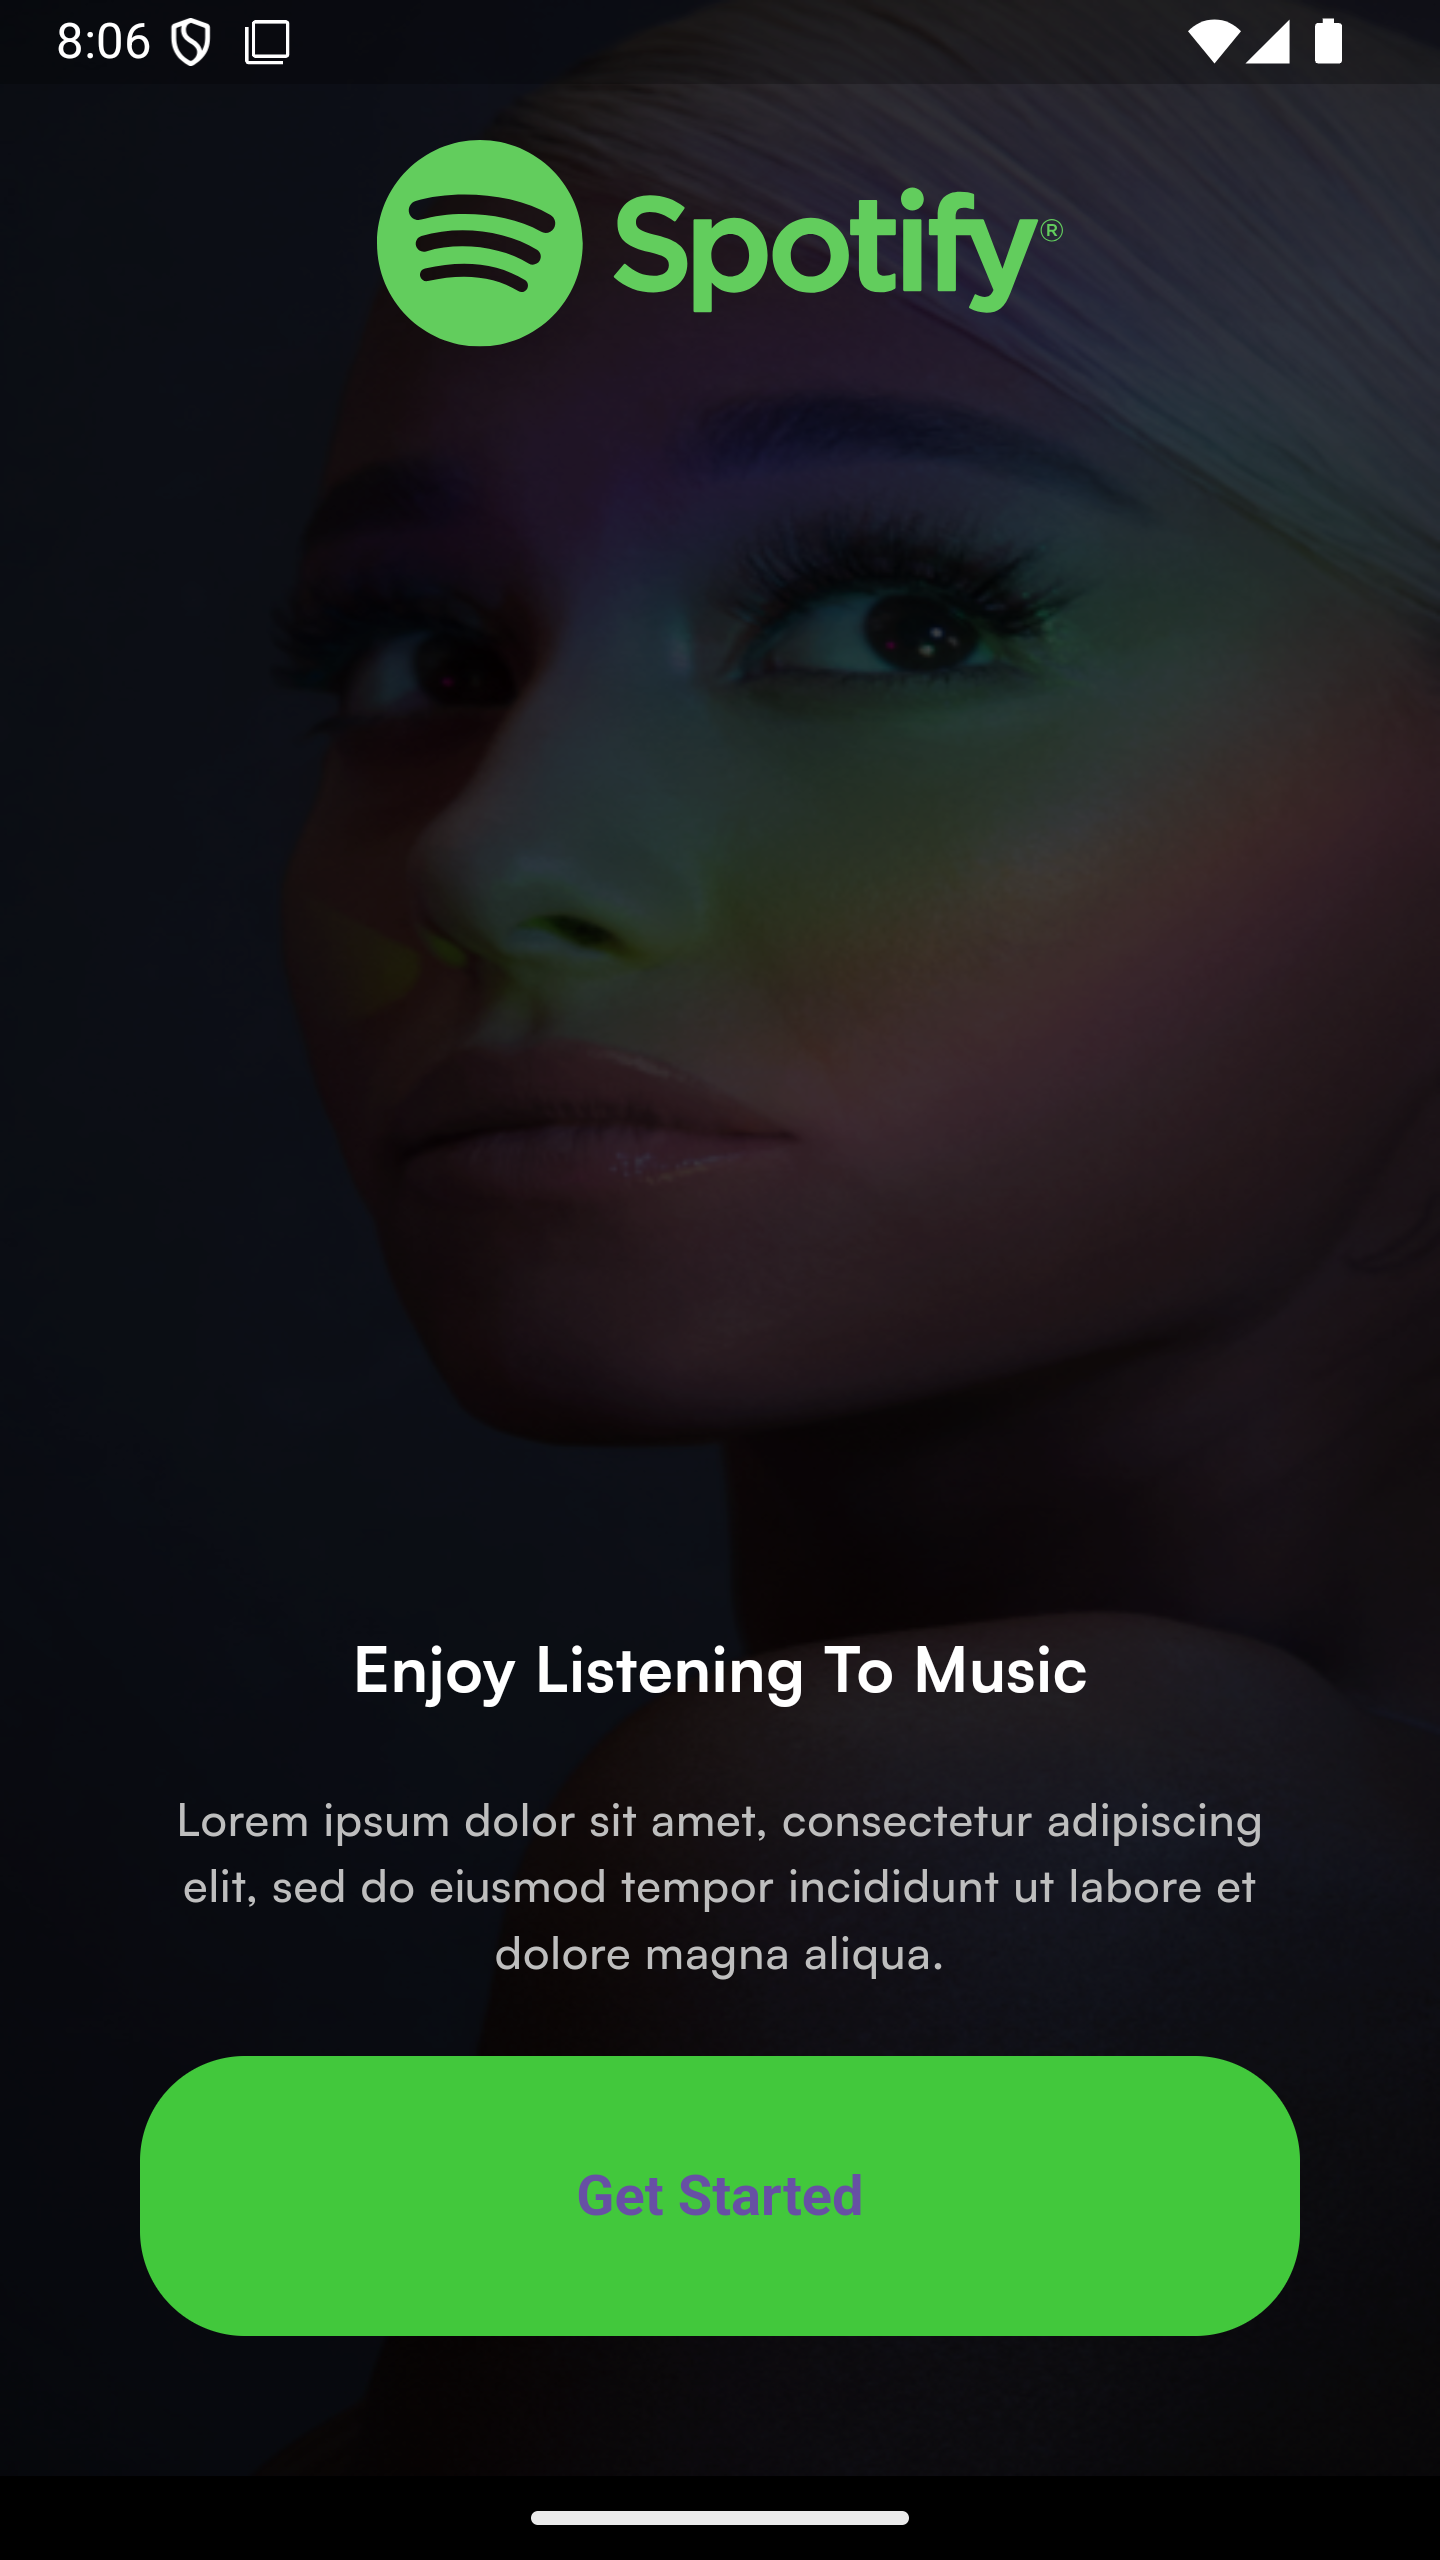 8:06
Spotify®
Enjoy Listening To Music
Lorem ipsum dolor sit amet, consectetur adipiscing
elit, sed do eiusmod tempor incididunt ut labore et
dolore magna aliqua.
Get Started